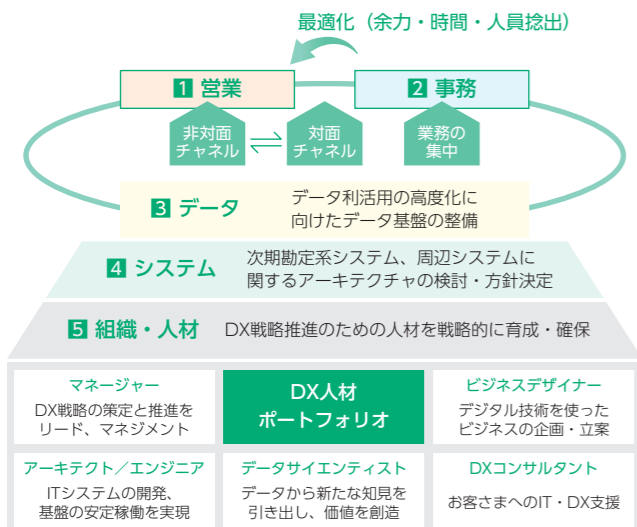 最適化（余力・時間・人員捻出）
1 営業
2 事務
非対面
チャネル
対面
チャネル
業務の
集中
3 データ
データ利活用の高度化に
向けたデータ基盤の整備
4 システム
次期勘定系システム、周辺システムに
関するアーキテクチャの検討・方針決定
5 組織・人材
DX戦略推進のための人材を戦略的に育成・確保
マネージャー
DX戦略の策定と推進を
リード、マネジメント
DX人材
ポートフォリオ
ビジネスデザイナー
デジタル技術を使った
ビジネスの企画・立案
アーキテクト／エンジニア
ITシステムの開発、
基盤の安定稼働を実現
データサイエンティスト
データから新たな知見を
引き出し、価値を創造
DXコンサルタント
お客さまへのIT・DX支援